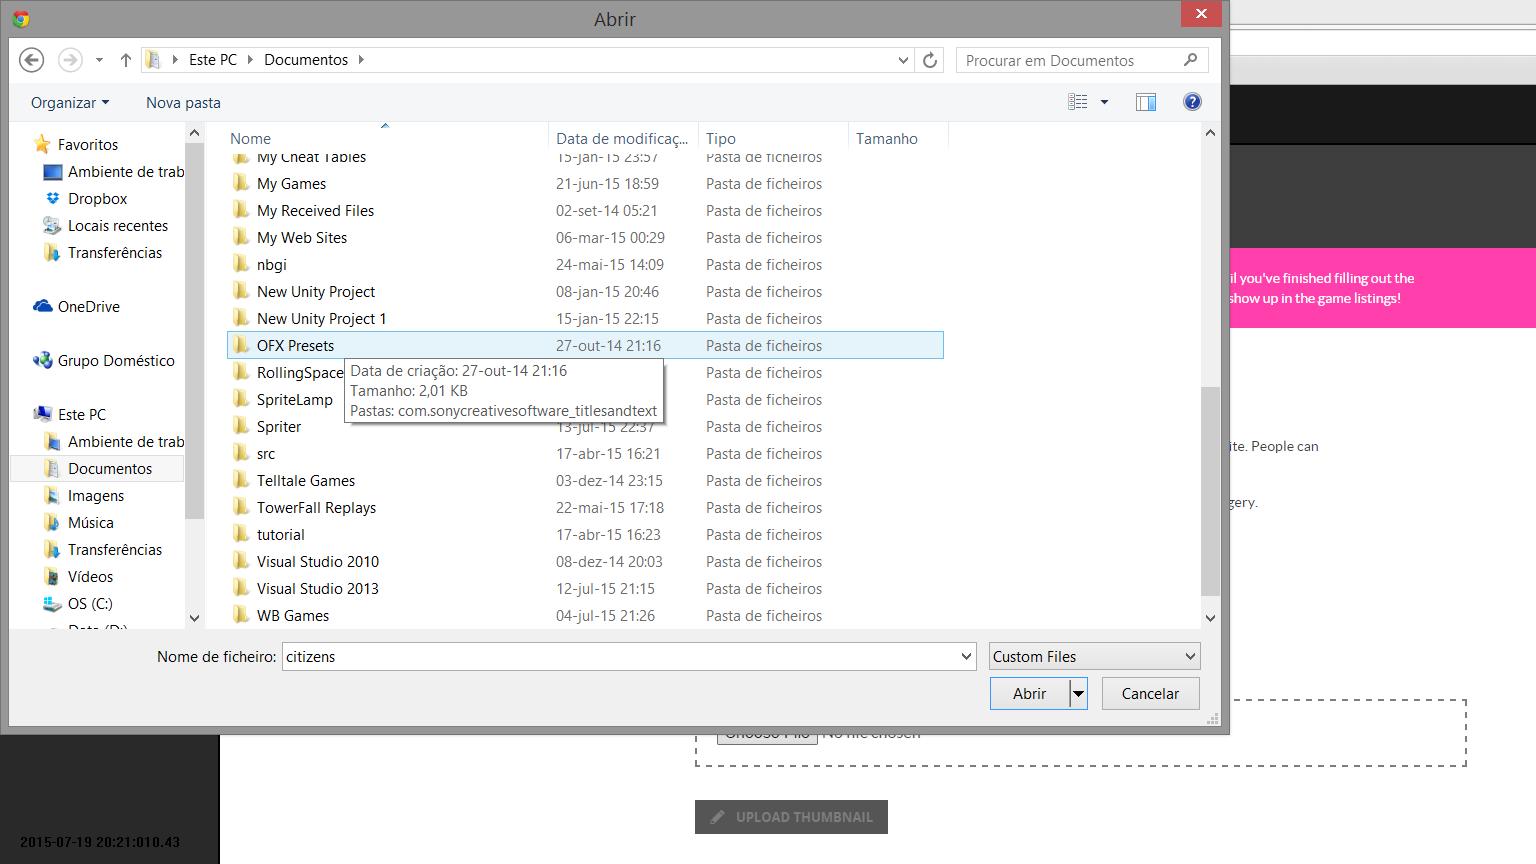 Abrir
Este PC Documentos
Procurar em Documentos
Organizar Nova pasta
Favoritos
Ambiente de trab
Dropbox
Locais recentes
Transferências
OneDrive
Grupo Doméstico
Este PC
Ambiente de trab
Documentos
Imagens
Música
Transferências
Vídeos
OS (C:)
Data (D:)
Nome Data de modificaç... Tipo Tamanho
My Cheat Tables 15-jan-15 23:57 Pasta de ficheiros
My Games 21-jun-15 18:59 Pasta de ficheiros
My Received Files 02-set-14 05:21 Pasta de ficheiros
My Web Sites 06-mar-15 00:29 Pasta de ficheiros
nbgi 24-mai-15 14:09 Pasta de ficheiros
New Unity Project 08-jan-15 20:46 Pasta de ficheiros
New Unity Project 1 15-jan-15 22:15 Pasta de ficheiros
OFX Presets 27-out-14 21:16 Pasta de ficheiros
RollingSpace Pasta de ficheiros
SpriteLamp Pasta de ficheiros
Spriter 13-jul-15 22:37 Pasta de ficheiros
src 17-abr-15 16:21 Pasta de ficheiros
Telltale Games 03-dez-14 23:15 Pasta de ficheiros
TowerFall Replays 22-mai-15 17:18 Pasta de ficheiros
tutorial 17-abr-15 16:23 Pasta de ficheiros
Visual Studio 2010 08-dez-14 20:03 Pasta de ficheiros
Visual Studio 2013 12-jul-15 21:15 Pasta de ficheiros
WB Games 04-jul-15 21:26 Pasta de ficheiros
Data de criação: 27-out-14 21:16
Tamanho: 2,01 KB
Pastas: com.sonycreativesoftware_titlesandtext
Nome de ficheiro: citizens Custom Files
Abrir Cancelar
il you've finished filling out the
show up in the game listings!
ite. People can
gery.
Choose File No file chosen
UPLOAD THUMBNAIL
2015-07-19 20:21:010.43